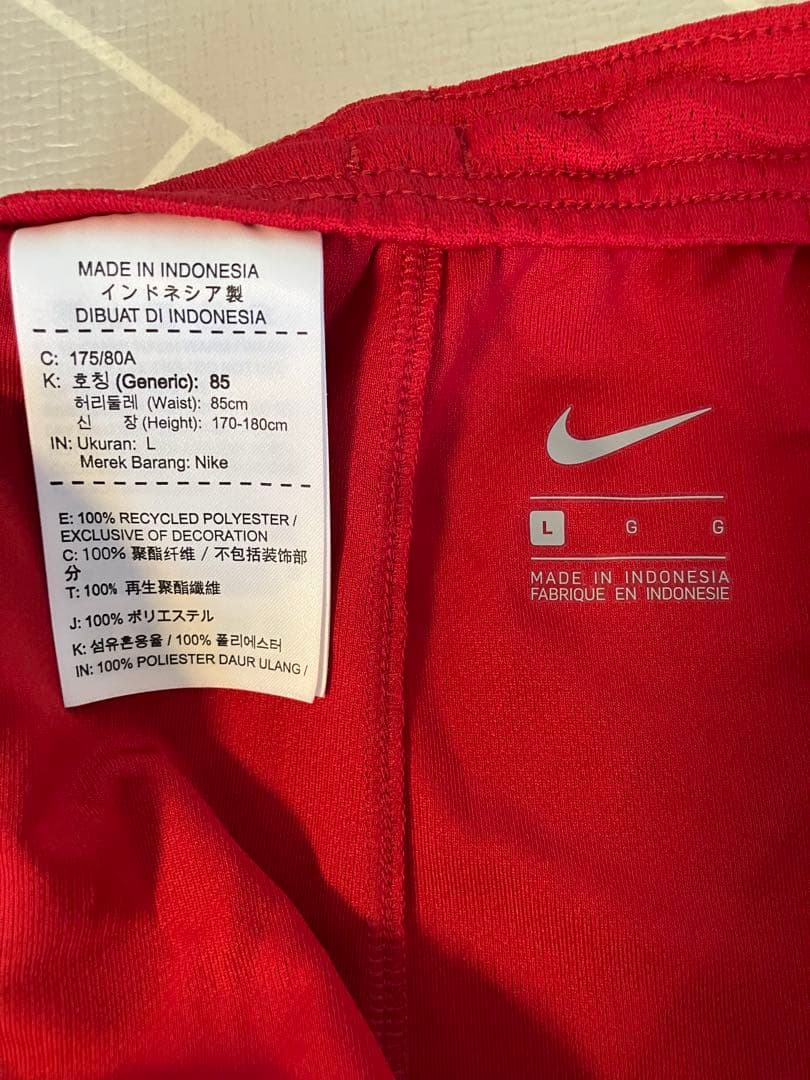 MADE IN INDONESIA
インドネシア製
DIBUAT DI INDONESIA
C: 175/80A
K: 호칭 (Generic): 85
허리둘레 (Waist): 85cm
신 장 (Height): 170-180cm
IN: Ukuran: L
Merek Barang: Nike
E: 100% RECYCLED POLYESTER /
EXCLUSIVE OF DECORATION
C: 100% 聚酯纤维 / 不包括装饰部
分
T: 100% 再生聚酯纖維
J: 100% ポリエステル
K: 섬유혼용율 / 100% 폴리에스터
IN: 100% POLIESTER DAUR ULANG /
L G G
MADE IN INDONESIA
FABRIQUE EN INDONESIE